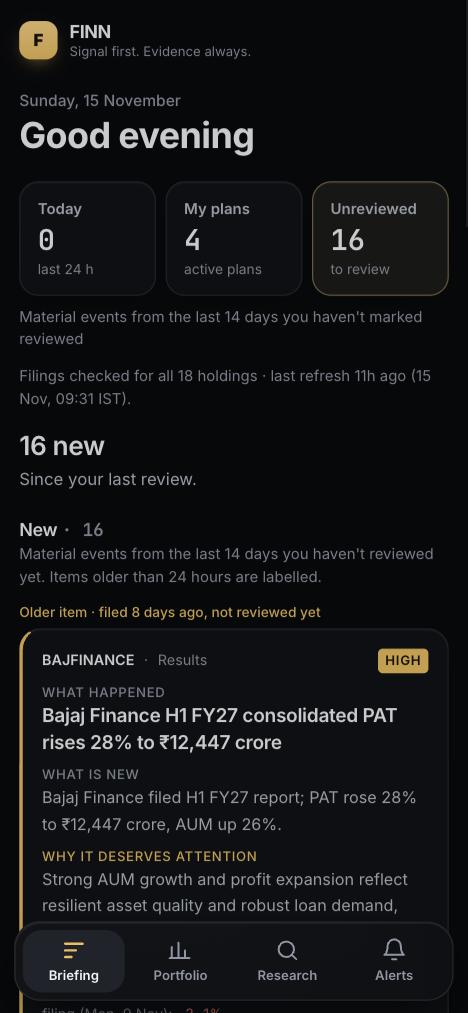 F
FINN
Signal first. Evidence always.
Sunday, 15 November
Good evening
Today
0
last 24 h
My plans
4
active plans
Unreviewed
16
to review
Material events from the last 14 days you haven't marked
reviewed
Filings checked for all 18 holdings · last refresh 11h ago (15
Nov, 09:31 IST).
16 new
Since your last review.
New · 16
Material events from the last 14 days you haven't reviewed
yet. Items older than 24 hours are labelled.
Older item · filed 8 days ago, not reviewed yet
BAJFINANCE · Results
HIGH
WHAT HAPPENED
Bajaj Finance H1 FY27 consolidated PAT
rises 28% to ₹12,447 crore
WHAT IS NEW
Bajaj Finance filed H1 FY27 report; PAT rose 28%
to ₹12,447 crore, AUM up 26%.
WHY IT DESERVES ATTENTION
Strong AUM growth and profit expansion reflect
resilient asset quality and robust loan demand,
Briefing
Portfolio
Research
Alerts